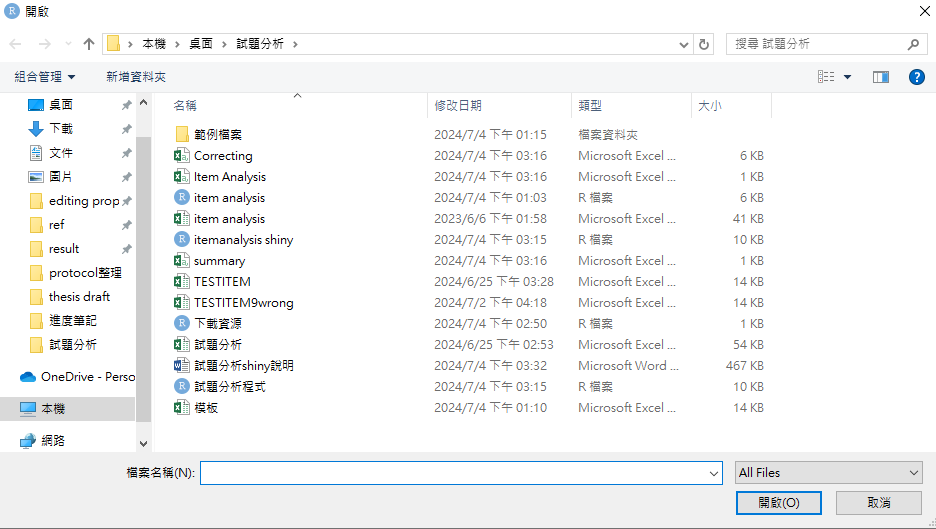 開啟
本機 › 桌面 › 試題分析 ›
搜尋 試題分析
組合管理 新增資料夾
桌面
下載
文件
圖片
editing prop
ref
result
protocol整理
thesis draft
進度筆記
試題分析
OneDrive - Perso
本機
網路
名稱 修改日期 類型 大小
範例檔案 2024/7/4 下午 01:15 檔案資料夾
Correcting 2024/7/4 下午 03:16 Microsoft Excel ... 6 KB
Item Analysis 2024/7/4 下午 03:16 Microsoft Excel ... 1 KB
item analysis 2024/7/4 下午 01:03 R 檔案 6 KB
item analysis 2023/6/6 下午 01:58 Microsoft Excel ... 41 KB
itemanalysis shiny 2024/7/4 下午 03:15 R 檔案 10 KB
summary 2024/7/4 下午 03:16 Microsoft Excel ... 1 KB
TESTITEM 2024/6/25 下午 03:28 Microsoft Excel ... 14 KB
TESTITEM9wrong 2024/7/2 下午 04:18 Microsoft Excel ... 14 KB
下載資源 2024/7/4 下午 02:50 R 檔案 1 KB
試題分析 2024/6/25 下午 02:53 Microsoft Excel ... 54 KB
試題分析shiny說明 2024/7/4 下午 03:32 Microsoft Word ... 467 KB
試題分析程式 2024/7/4 下午 03:15 R 檔案 10 KB
模板 2024/7/4 下午 01:10 Microsoft Excel ... 14 KB
檔案名稱(N): All Files
開啟(O) 取消